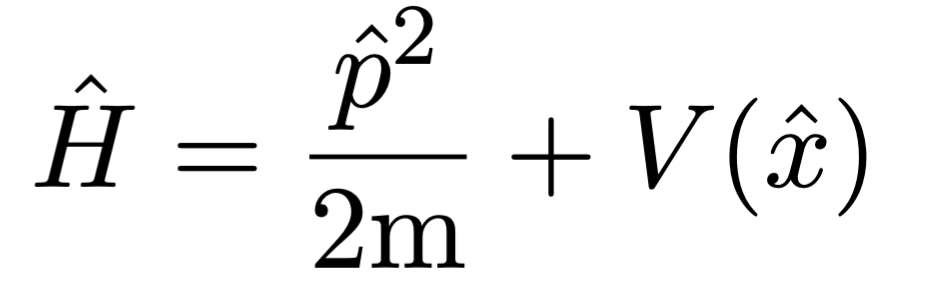 Ĥ = p̂² / 2m + V(x̂)